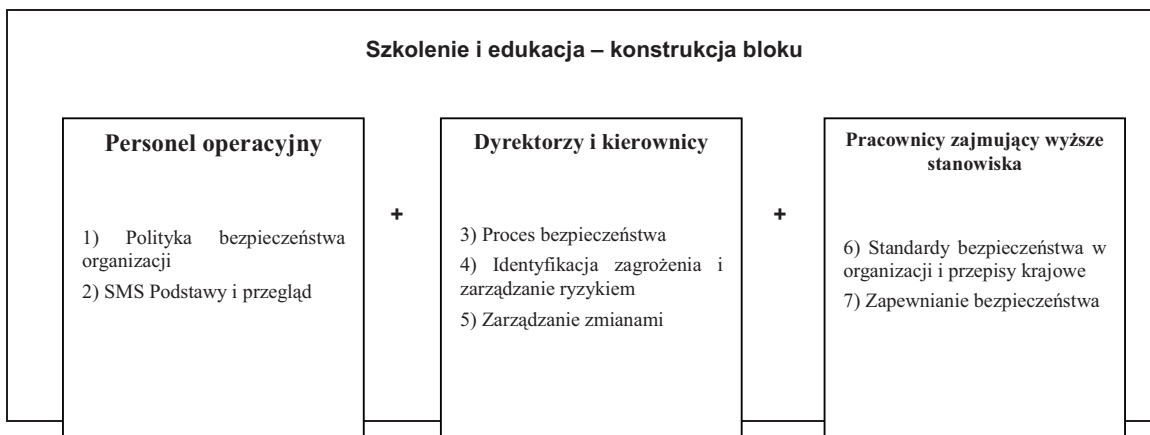 Szkolenie i edukacja – konstrukcja bloku
Personel operacyjny
1) Polityka bezpieczeństwa
organizacji
2) SMS Podstawy i przegląd
+
Dyrektorzy i kierownicy
3) Proces bezpieczeństwa
4) Identyfikacja zagrożenia i
zarządzanie ryzykiem
5) Zarządzanie zmianami
+
Pracownicy zajmujący wyższe
stanowiska
6) Standardy bezpieczeństwa w
organizacji i przepisy krajowe
7) Zapewnianie bezpieczeństwa